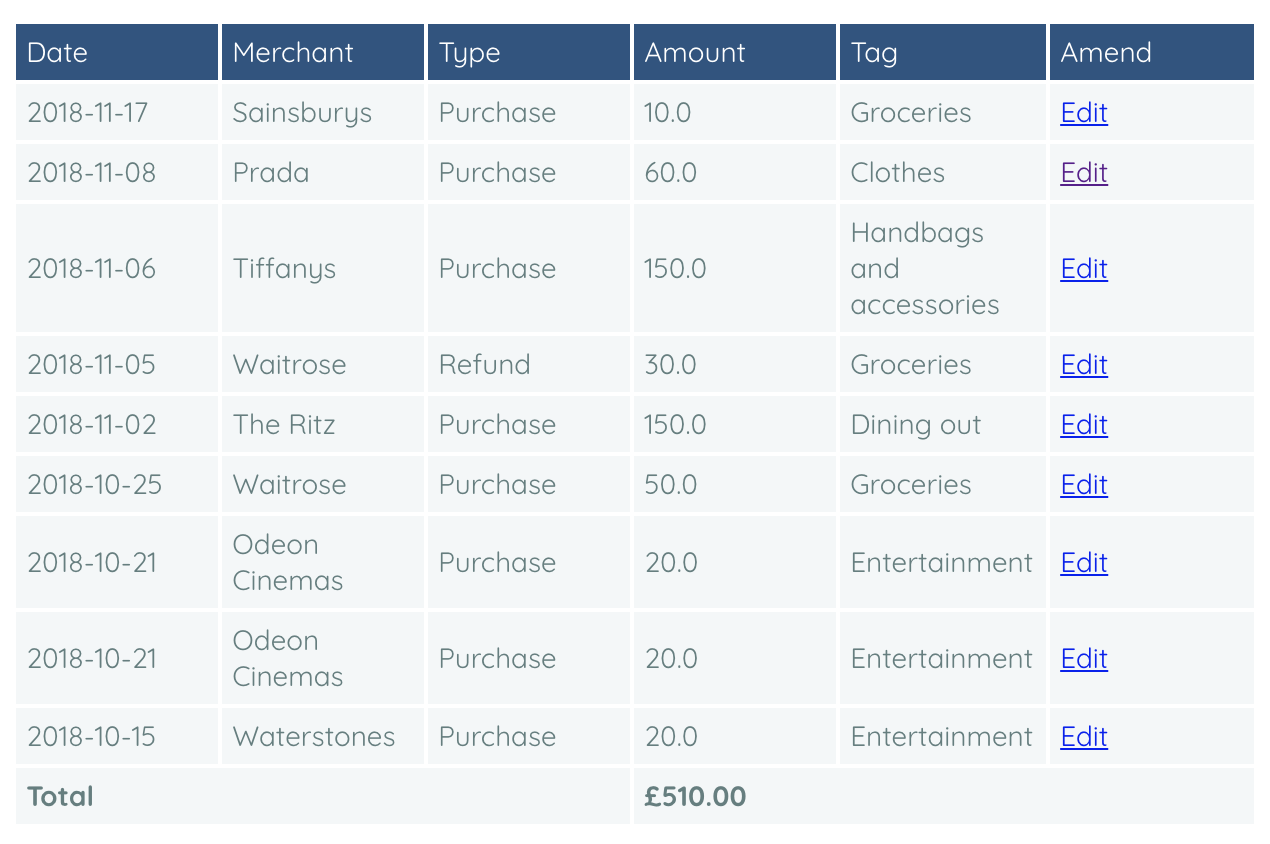 Date Merchant Type Amount Tag Amend
2018-11-17 Sainsburys Purchase 10.0 Groceries Edit
2018-11-08 Prada Purchase 60.0 Clothes Edit
2018-11-06 Tiffanys Purchase 150.0 Handbags and accessories Edit
2018-11-05 Waitrose Refund 30.0 Groceries Edit
2018-11-02 The Ritz Purchase 150.0 Dining out Edit
2018-10-25 Waitrose Purchase 50.0 Groceries Edit
2018-10-21 Odeon Cinemas Purchase 20.0 Entertainment Edit
2018-10-21 Odeon Cinemas Purchase 20.0 Entertainment Edit
2018-10-15 Waterstones Purchase 20.0 Entertainment Edit
Total £510.00